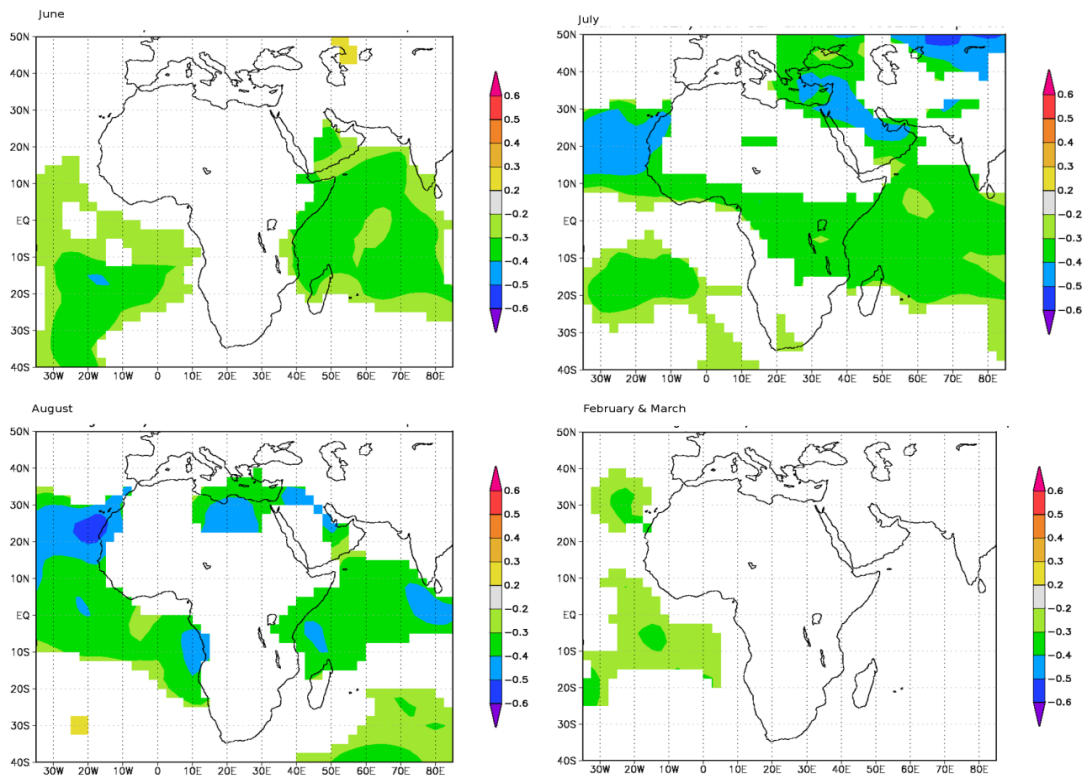 June
50N
40N
30N
20N
10N
EQ
10S
20S
30S
40S
30W 20W 10W 0 10E 20E 30E 40E 50E 60E 70E 80E
0.6
0.5
0.4
0.3
0.2
−0.2
−0.3
−0.4
−0.5
−0.6
July
50N
40N
30N
20N
10N
EQ
10S
20S
30S
40S
30W 20W 10W 0 10E 20E 30E 40E 50E 60E 70E 80E
0.6
0.5
0.4
0.3
0.2
−0.2
−0.3
−0.4
−0.5
−0.6
August
50N
40N
30N
20N
10N
EQ
10S
20S
30S
40S
30W 20W 10W 0 10E 20E 30E 40E 50E 60E 70E 80E
0.6
0.5
0.4
0.3
0.2
−0.2
−0.3
−0.4
−0.5
−0.6
February & March
50N
40N
30N
20N
10N
EQ
10S
20S
30S
40S
30W 20W 10W 0 10E 20E 30E 40E 50E 60E 70E 80E
0.6
0.5
0.4
0.3
0.2
−0.2
−0.3
−0.4
−0.5
−0.6